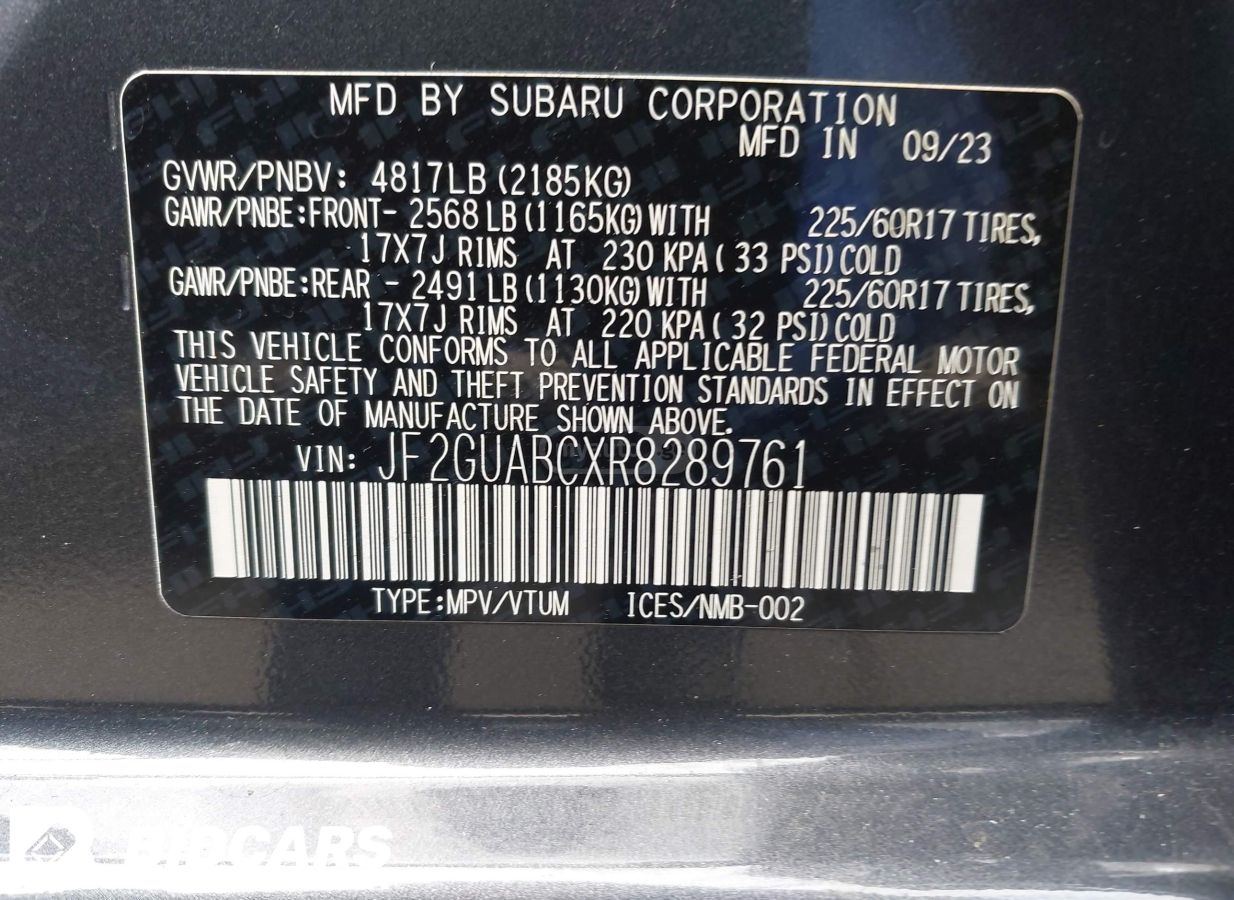 MFD BY SUBARU CORPORATION
MFD IN 09/23
GVWR/PNBV: 4817LB (2185KG)
GAWR/PNBE:FRONT- 2568 LB (1165KG) WITH 225/60R17 TIRES,
17X7J RIMS AT 230 KPA ( 33 PSI) COLD
GAWR/PNBE:REAR - 2491 LB (1130KG) WITH 225/60R17 TIRES,
17X7J RIMS AT 220 KPA ( 32 PSI) COLD
THIS VEHICLE CONFORMS TO ALL APPLICABLE FEDERAL MOTOR
VEHICLE SAFETY AND THEFT PREVENTION STANDARDS IN EFFECT ON
THE DATE OF MANUFACTURE SHOWN ABOVE.
VIN: JF2GUABCXR8289761
TYPE:MPV/VTUM ICES/NMB-002
BIDCARS